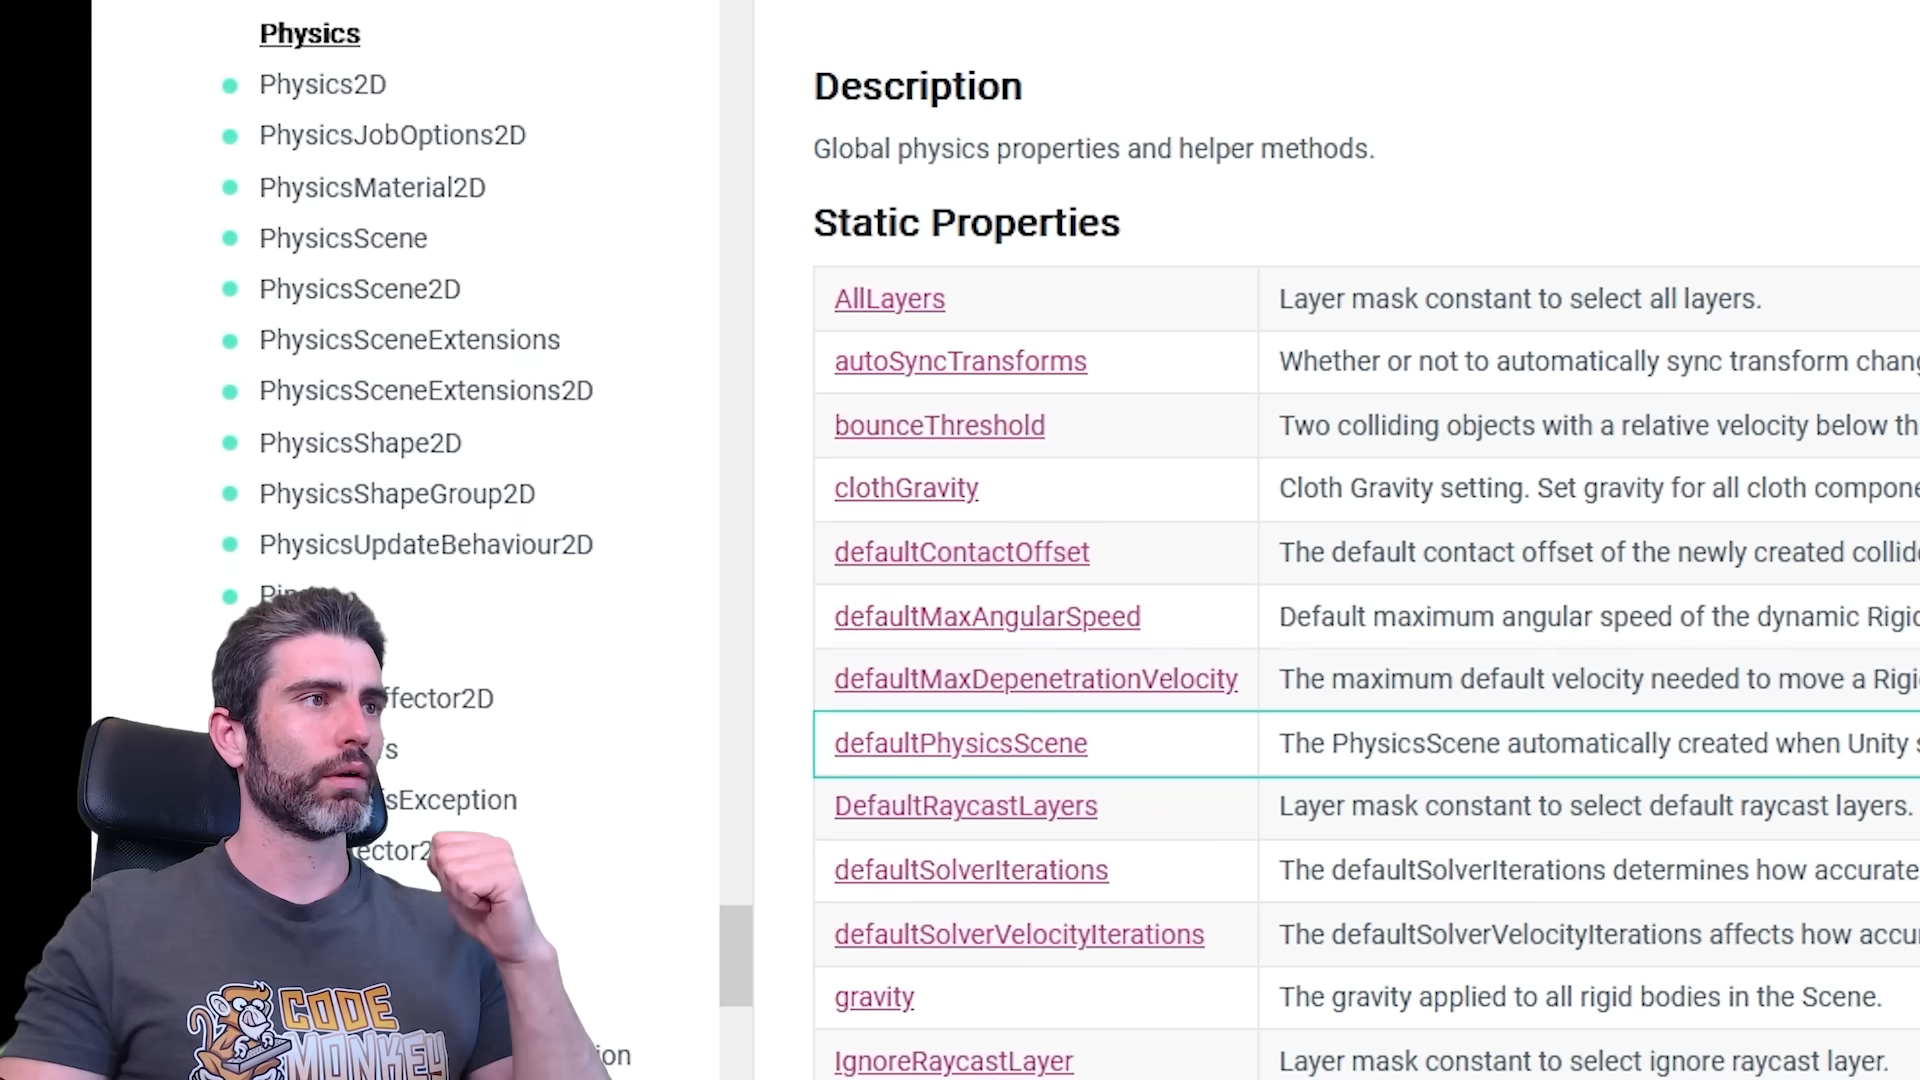 Physics
Physics2D
PhysicsJobOptions2D
PhysicsMaterial2D
PhysicsScene
PhysicsScene2D
PhysicsSceneExtensions
PhysicsSceneExtensions2D
PhysicsShape2D
PhysicsShapeGroup2D
PhysicsUpdateBehaviour2D
ffector2D
sException
ector2
ion
Description
Global physics properties and helper methods.
Static Properties
AllLayers Layer mask constant to select all layers.
autoSyncTransforms Whether or not to automatically sync transform chang
bounceThreshold Two colliding objects with a relative velocity below th
clothGravity Cloth Gravity setting. Set gravity for all cloth compone
defaultContactOffset The default contact offset of the newly created collid
defaultMaxAngularSpeed Default maximum angular speed of the dynamic Rigi
defaultMaxDepenetrationVelocity The maximum default velocity needed to move a Rigi
defaultPhysicsScene The PhysicsScene automatically created when Unity s
DefaultRaycastLayers Layer mask constant to select default raycast layers.
defaultSolverIterations The defaultSolverIterations determines how accurate
defaultSolverVelocityIterations The defaultSolverVelocityIterations affects how accu
gravity The gravity applied to all rigid bodies in the Scene.
IgnoreRaycastLayer Layer mask constant to select ignore raycast layer.
CODE
MONKEY